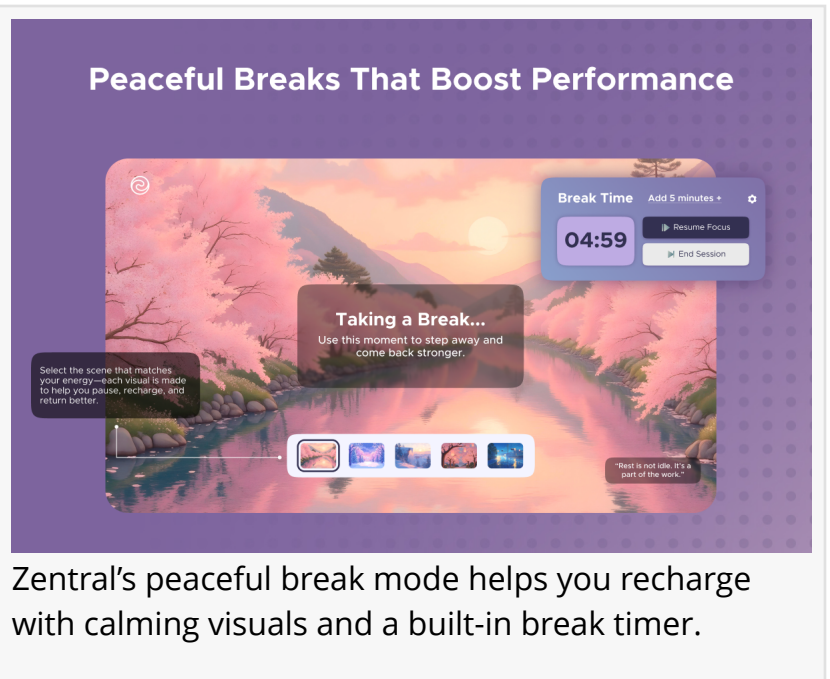 Peaceful Breaks That Boost Performance
Break Time
Add 5 minutes +
04:59
Resume Focus
End Session
Taking a Break...
Use this moment to step away and
come back stronger.
Select the scene that matches
your energy—each visual is made
to help you pause, recharge, and
return better.
"Rest is not idle. It's a
part of the work."
Zentral’s peaceful break mode helps you recharge
with calming visuals and a built-in break timer.